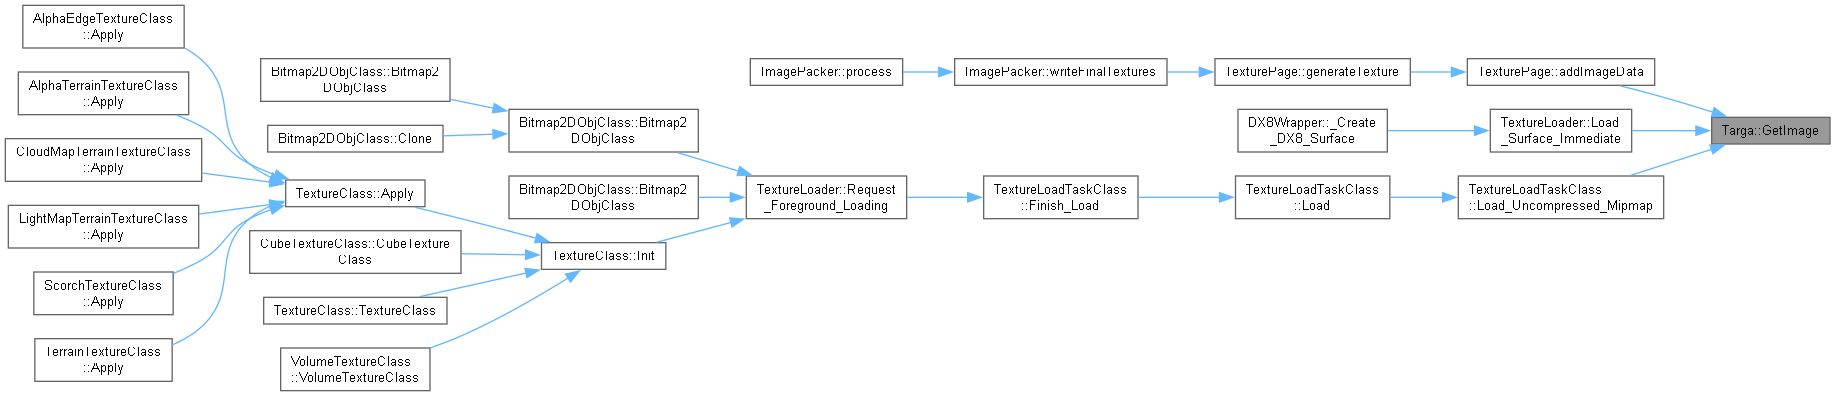 AlphaEdgeTextureClass
::Apply
AlphaTerrainTextureClass
::Apply
CloudMapTerrainTextureClass
::Apply
LightMapTerrainTextureClass
::Apply
ScorchTextureClass
::Apply
TerrainTextureClass
::Apply
Bitmap2DObjClass::Bitmap2
DObjClass
Bitmap2DObjClass::Clone
TextureClass::Apply
CubeTextureClass::CubeTexture
Class
TextureClass::TextureClass
VolumeTextureClass
::VolumeTextureClass
Bitmap2DObjClass::Bitmap2
DObjClass
Bitmap2DObjClass::Bitmap2
DObjClass
TextureClass::Init
ImagePacker::process
TextureLoader::Request
_Foreground_Loading
ImagePacker::writeFinalTextures
TextureLoadTaskClass
::Finish_Load
TexturePage::generateTexture
DX8Wrapper::_Create
_DX8_Surface
TextureLoadTaskClass
::Load
TexturePage::addImageData
TextureLoader::Load
_Surface_Immediate
TextureLoadTaskClass
::Load_Uncompressed_Mipmap
Targa::GetImage